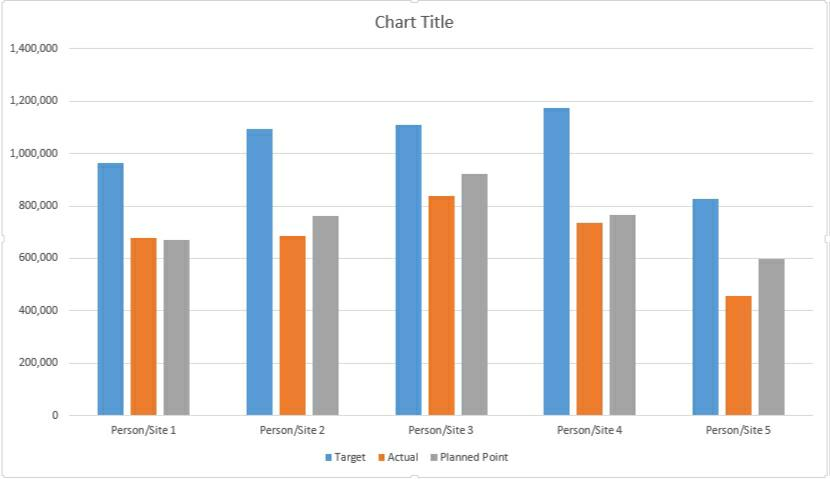 Chart Title
1,400,000
1,200,000
1,000,000
800,000
600,000
400,000
200,000
0
Person/Site 1 Person/Site 2 Person/Site 3 Person/Site 4 Person/Site 5
Target Actual Planned Point